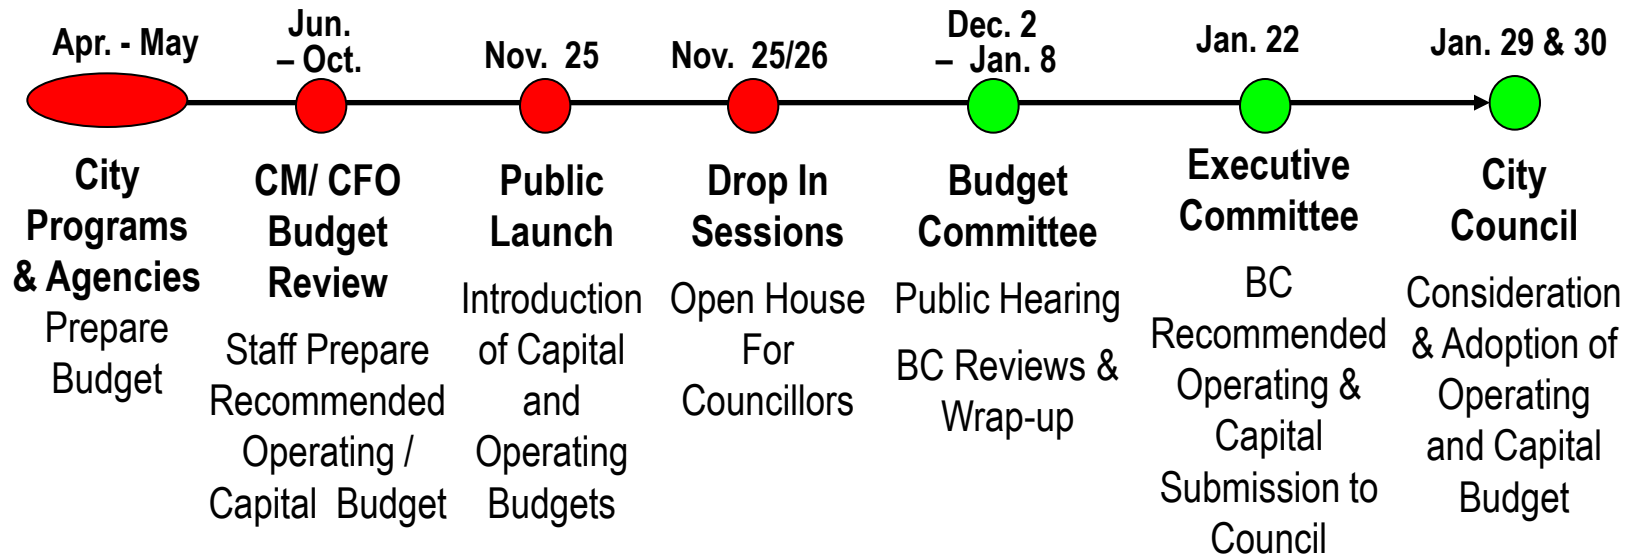 Apr. - May
City
Programs
& Agencies
Prepare
Budget
Jun.
– Oct.
CM/ CFO
Budget
Review
Staff Prepare
Recommended
Operating /
Capital Budget
Nov. 25
Public
Launch
Introduction
of Capital
and
Operating
Budgets
Nov. 25/26
Drop In
Sessions
Open House
For
Councillors
Dec. 2
– Jan. 8
Budget
Committee
Public Hearing
BC Reviews &
Wrap-up
Jan. 22
Executive
Committee
BC
Recommended
Operating &
Capital
Submission to
Council
Jan. 29 & 30
City
Council
Consideration
& Adoption of
Operating
and Capital
Budget